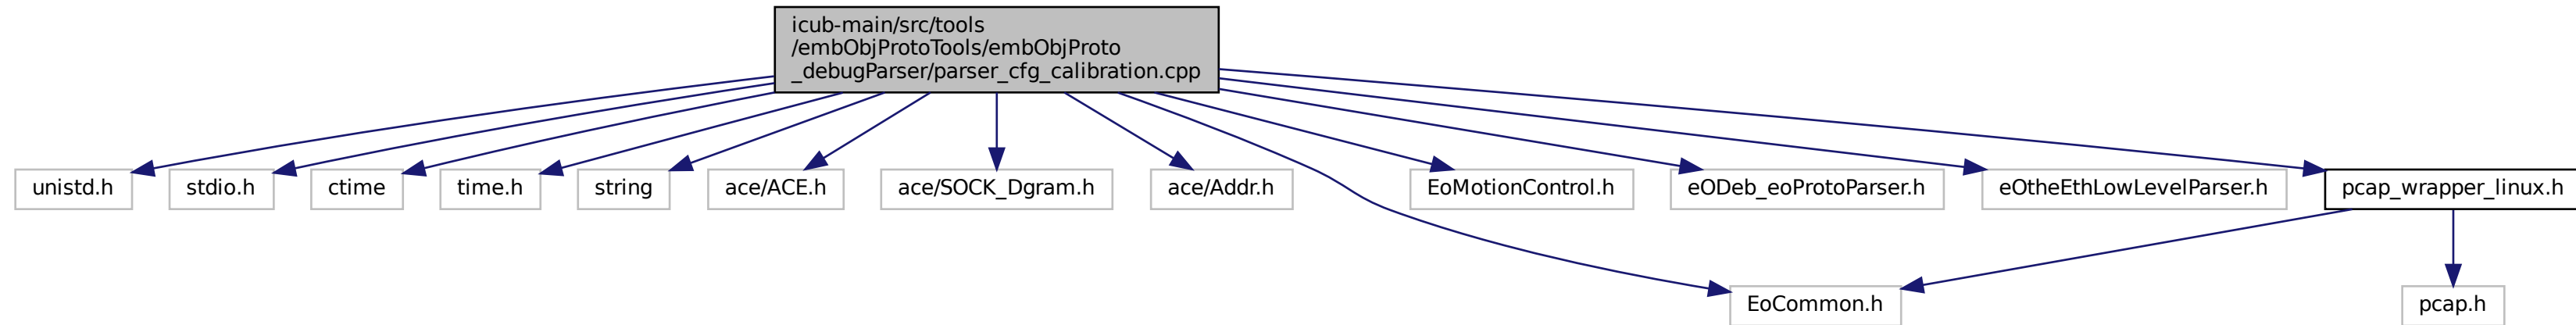 icub-main/src/tools
/embObjProtoTools/embObjProto
_debugParser/parser_cfg_calibration.cpp
unistd.h
stdio.h
ctime
time.h
string
ace/ACE.h
ace/SOCK_Dgram.h
ace/Addr.h
EoMotionControl.h
eODeb_eoProtoParser.h
eOtheEthLowLevelParser.h
pcap_wrapper_linux.h
EoCommon.h
pcap.h